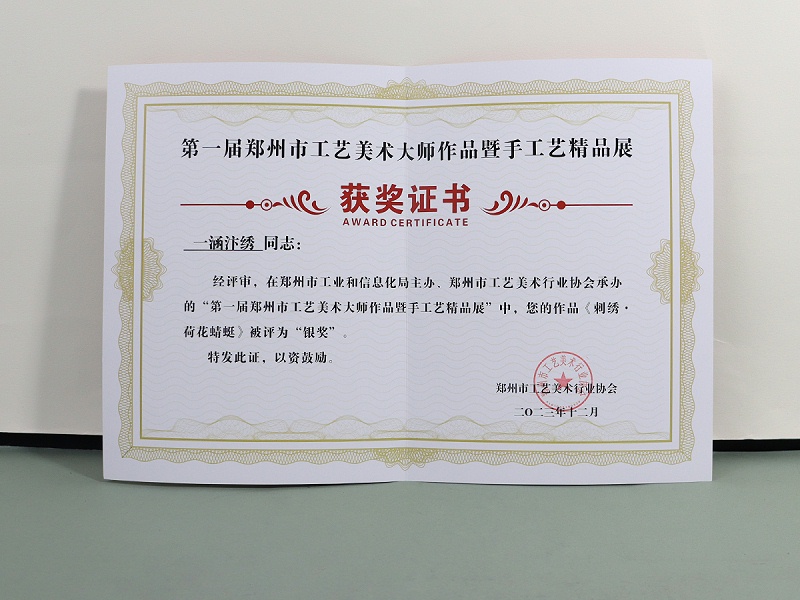 第一届郑州市工艺美术大师作品暨手工艺精品展
获奖证书
AWARD CERTIFICATE
一涵汴绣 同志：
经评审，在郑州市工业和信息化局主办、郑州市工艺美术行业协会承办
的“第一届郑州市工艺美术大师作品暨手工艺精品展”中，您的作品《刺绣·
荷花蜻蜓》被评为“银奖”。
特发此证，以资鼓励。
郑州市工艺美术行业协会
二〇二三年十二月